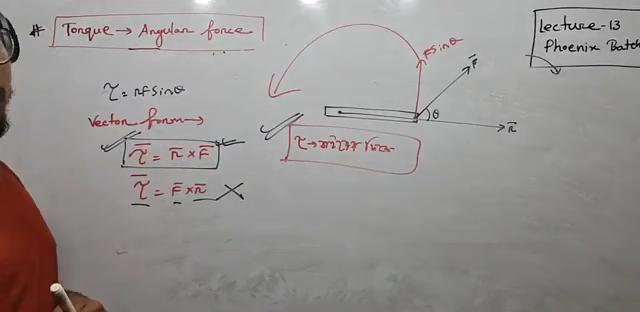 # Torque → Angular force
Lecture-13
Phoenix Batch
τ = rFsinθ
Vector form →
τ̄ = r̄ × F̄
τ̄ = F̄ × r̄
Fsinθ
F̄
θ
r̄
τ →